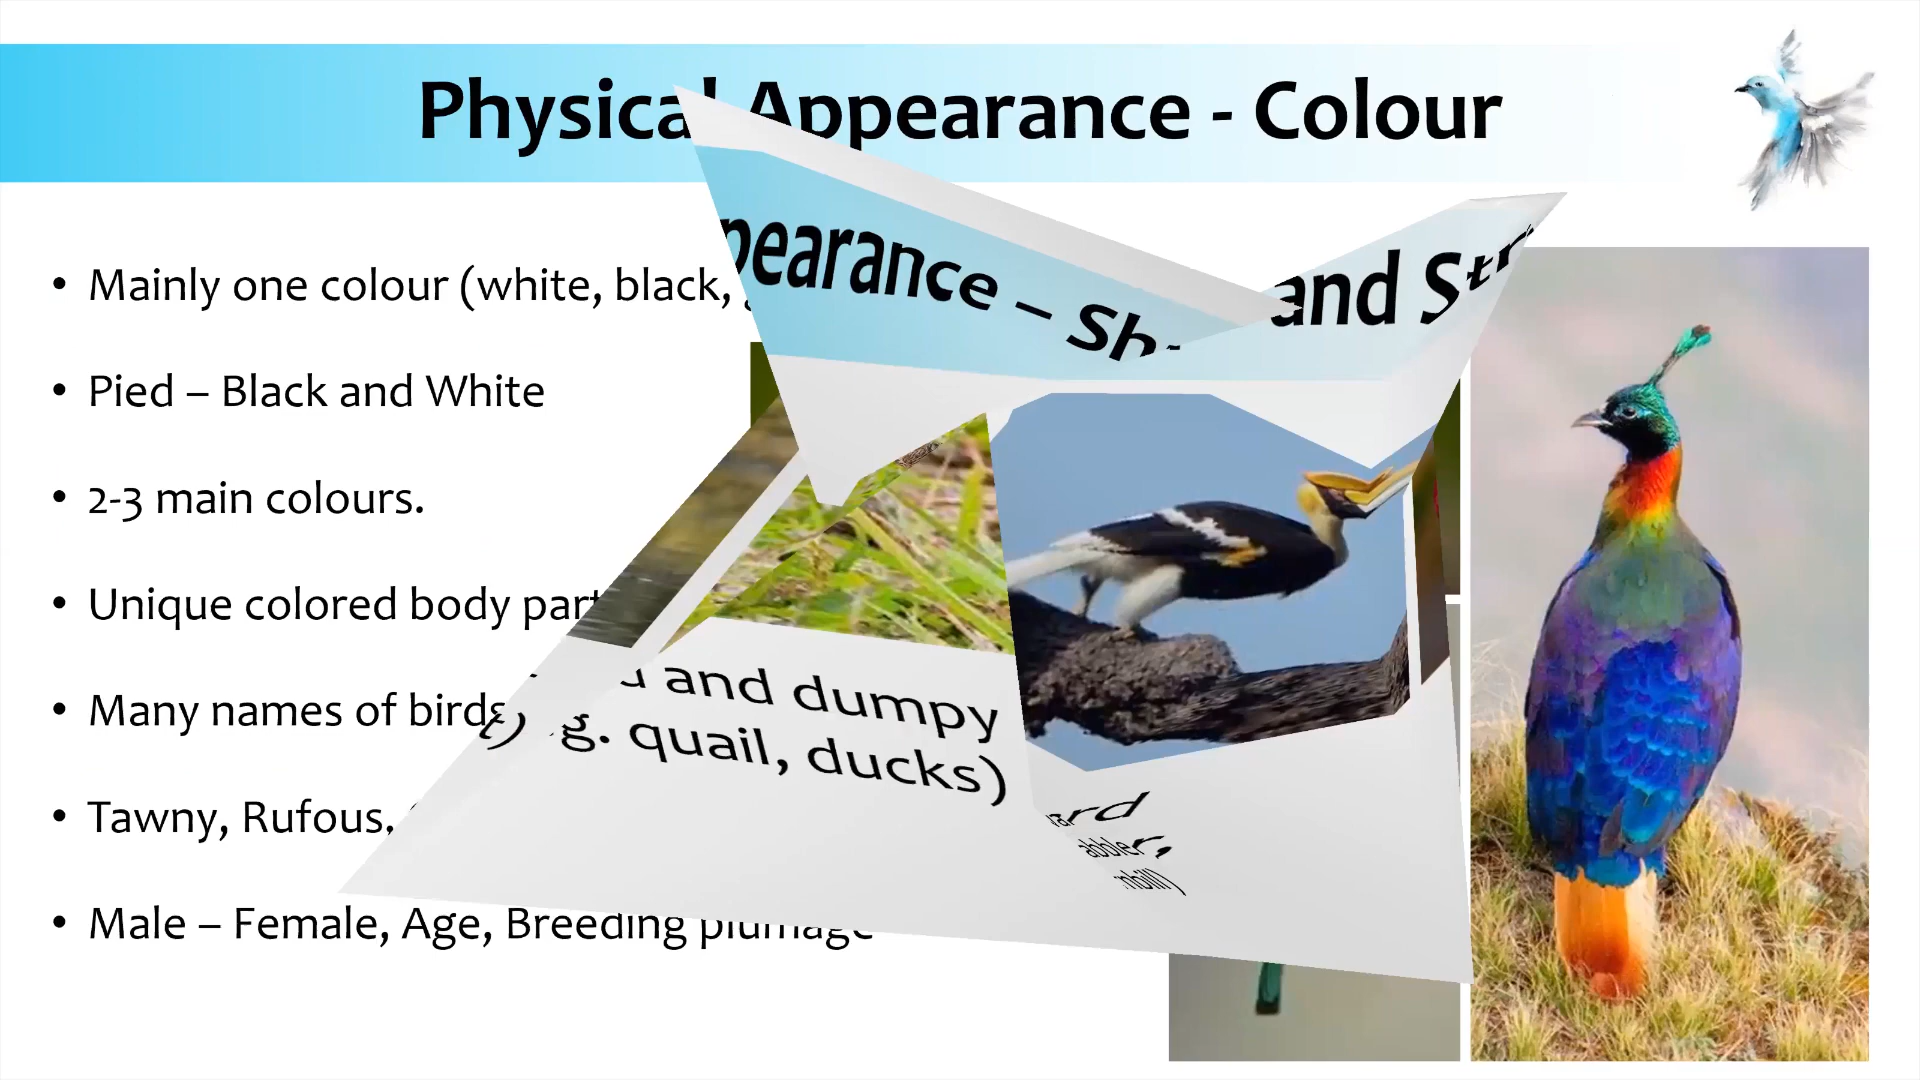 Physical Appearance - Colour
pearance – Sh
and Str
• Mainly one colour (white, black,
• Pied – Black and White
• 2-3 main colours.
• Unique colored body part
• Many names of birds
• Tawny, Rufous,
• Male – Female, Age, Breeding plumage
and dumpy
g. quail, ducks)